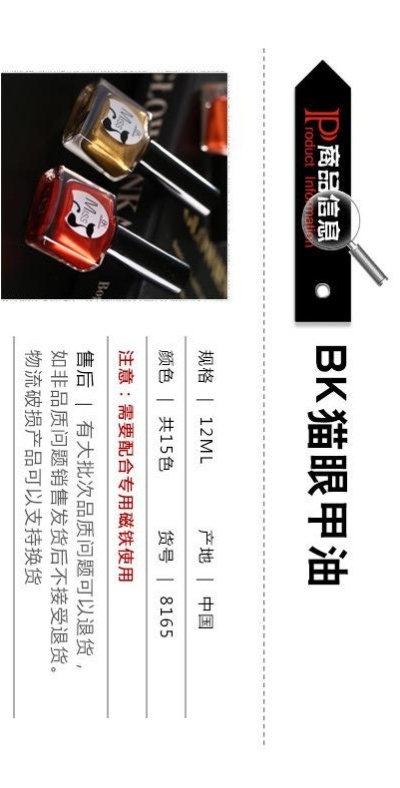 商品信息
Product Information
BK猫眼甲油
规格 | 12ML 产地 | 中国
颜色 | 共15色 货号 | 8165
注意：需要配合专用磁铁使用
售后 | 有大批次品质问题可以退货，
如非品质问题销售发货后不接受退货。
物流破损产品可以支持换货
Miss
Miss